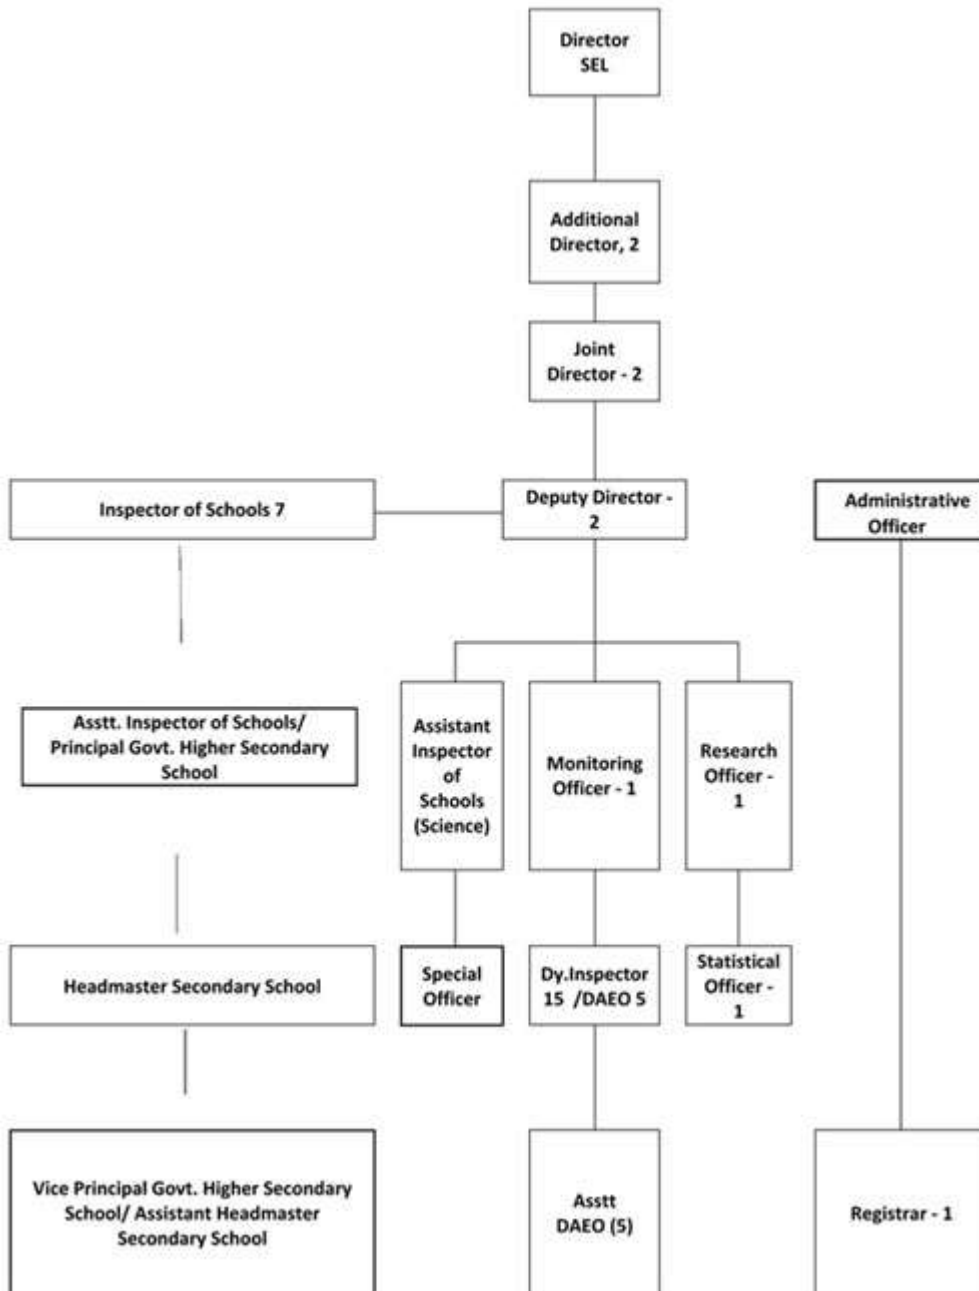 Director
SEL
Additional
Director, 2
Joint
Director - 2
Inspector of Schools 7
Deputy Director -
2
Administrative
Officer
Asstt. Inspector of Schools/
Principal Govt. Higher Secondary
School
Assistant
Inspector
of
Schools
(Science)
Monitoring
Officer - 1
Research
Officer -
1
Headmaster Secondary School
Special
Officer
Dy.Inspector
15 /DAEO 5
Statistical
Officer -
1
Vice Principal Govt. Higher Secondary
School/ Assistant Headmaster
Secondary School
Asstt
DAEO (5)
Registrar - 1